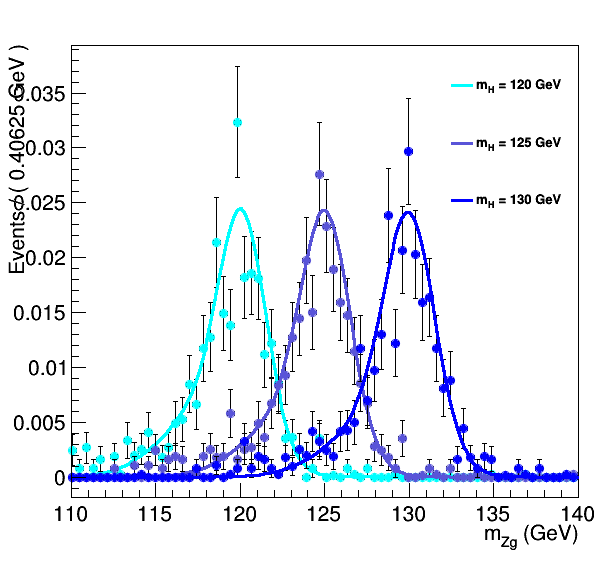 Events / ( 0.40625 GeV )
0.035
0.03
0.025
0.02
0.015
0.01
0.005
0
110 115 120 125 130 135 140
m_Zg (GeV)
m_H = 120 GeV
m_H = 125 GeV
m_H = 130 GeV